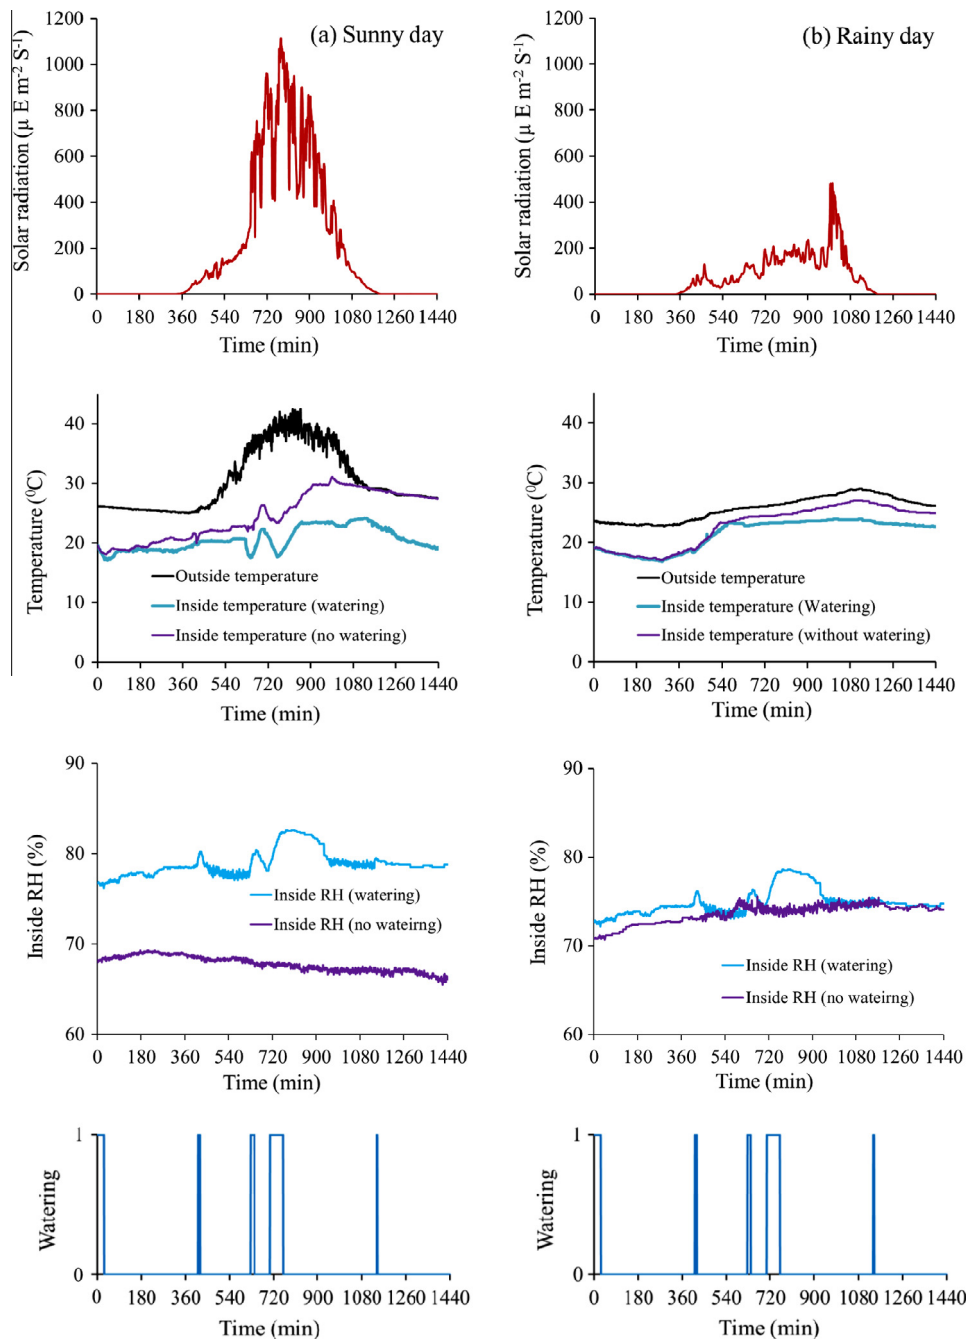 (a) Sunny day
Solar radiation (µ E m-2 S-1)
1200
1000
800
600
400
200
0
0 180 360 540 720 900 1080 1260 1440
Time (min)
(b) Rainy day
Solar radiation (µ E m-2 S-1)
1200
1000
800
600
400
200
0
0 180 360 540 720 900 1080 1260 1440
Time (min)
Temperature (⁰C)
40
30
20
10
0
Outside temperature
Inside temperature (watering)
Inside temperature (no watering)
0 180 360 540 720 900 1080 1260 1440
Time (min)
Temperature (⁰C)
40
30
20
10
0
Outside temperature
Inside temperature (Watering)
Inside temperature (without watering)
0 180 360 540 720 900 1080 1260 1440
Time (min)
Inside RH (%)
90
80
70
60
Inside RH (watering)
Inside RH (no wateirng)
0 180 360 540 720 900 1080 1260 1440
Time (min)
Inside RH (%)
90
80
70
60
Inside RH (watering)
Inside RH (no wateirng)
0 180 360 540 720 900 1080 1260 1440
Time (min)
Watering
1
0
0 180 360 540 720 900 1080 1260 1440
Time (min)
Watering
1
0
0 180 360 540 720 900 1080 1260 1440
Time (min)